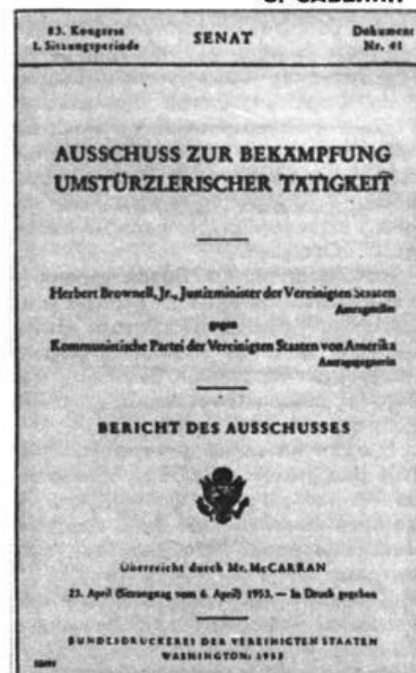 83. Kongress
1. Sitzungsperiode
SENAT
Dokument
Nr. 41
AUSSCHUSS ZUR BEKÄMPFUNG
UMSTÜRZLERISCHER TÄTIGKEIT
Herbert Brownell, Jr., Justizminister der Vereinigten Staaten
Antragsteller
gegen
Kommunistische Partei der Vereinigten Staaten von Amerika
Antragsgegnerin
BERICHT DES AUSSCHUSSES
Überreicht durch Mr. McCARRAN
23. April (Sitzungstag vom 6. April) 1953. — In Druck gegeben
BUNDESDRUCKEREI DER VEREINIGTEN STAATEN
WASHINGTON: 1953